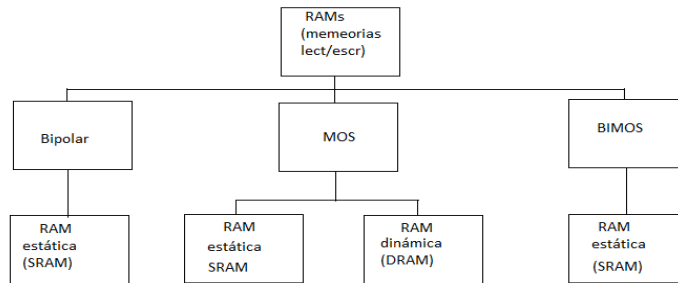 RAMs
(memeorias
lect/escr)
Bipolar
MOS
BIMOS
RAM
estática
(SRAM)
RAM
estática
SRAM
RAM
dinámica
(DRAM)
RAM
estática
(SRAM)